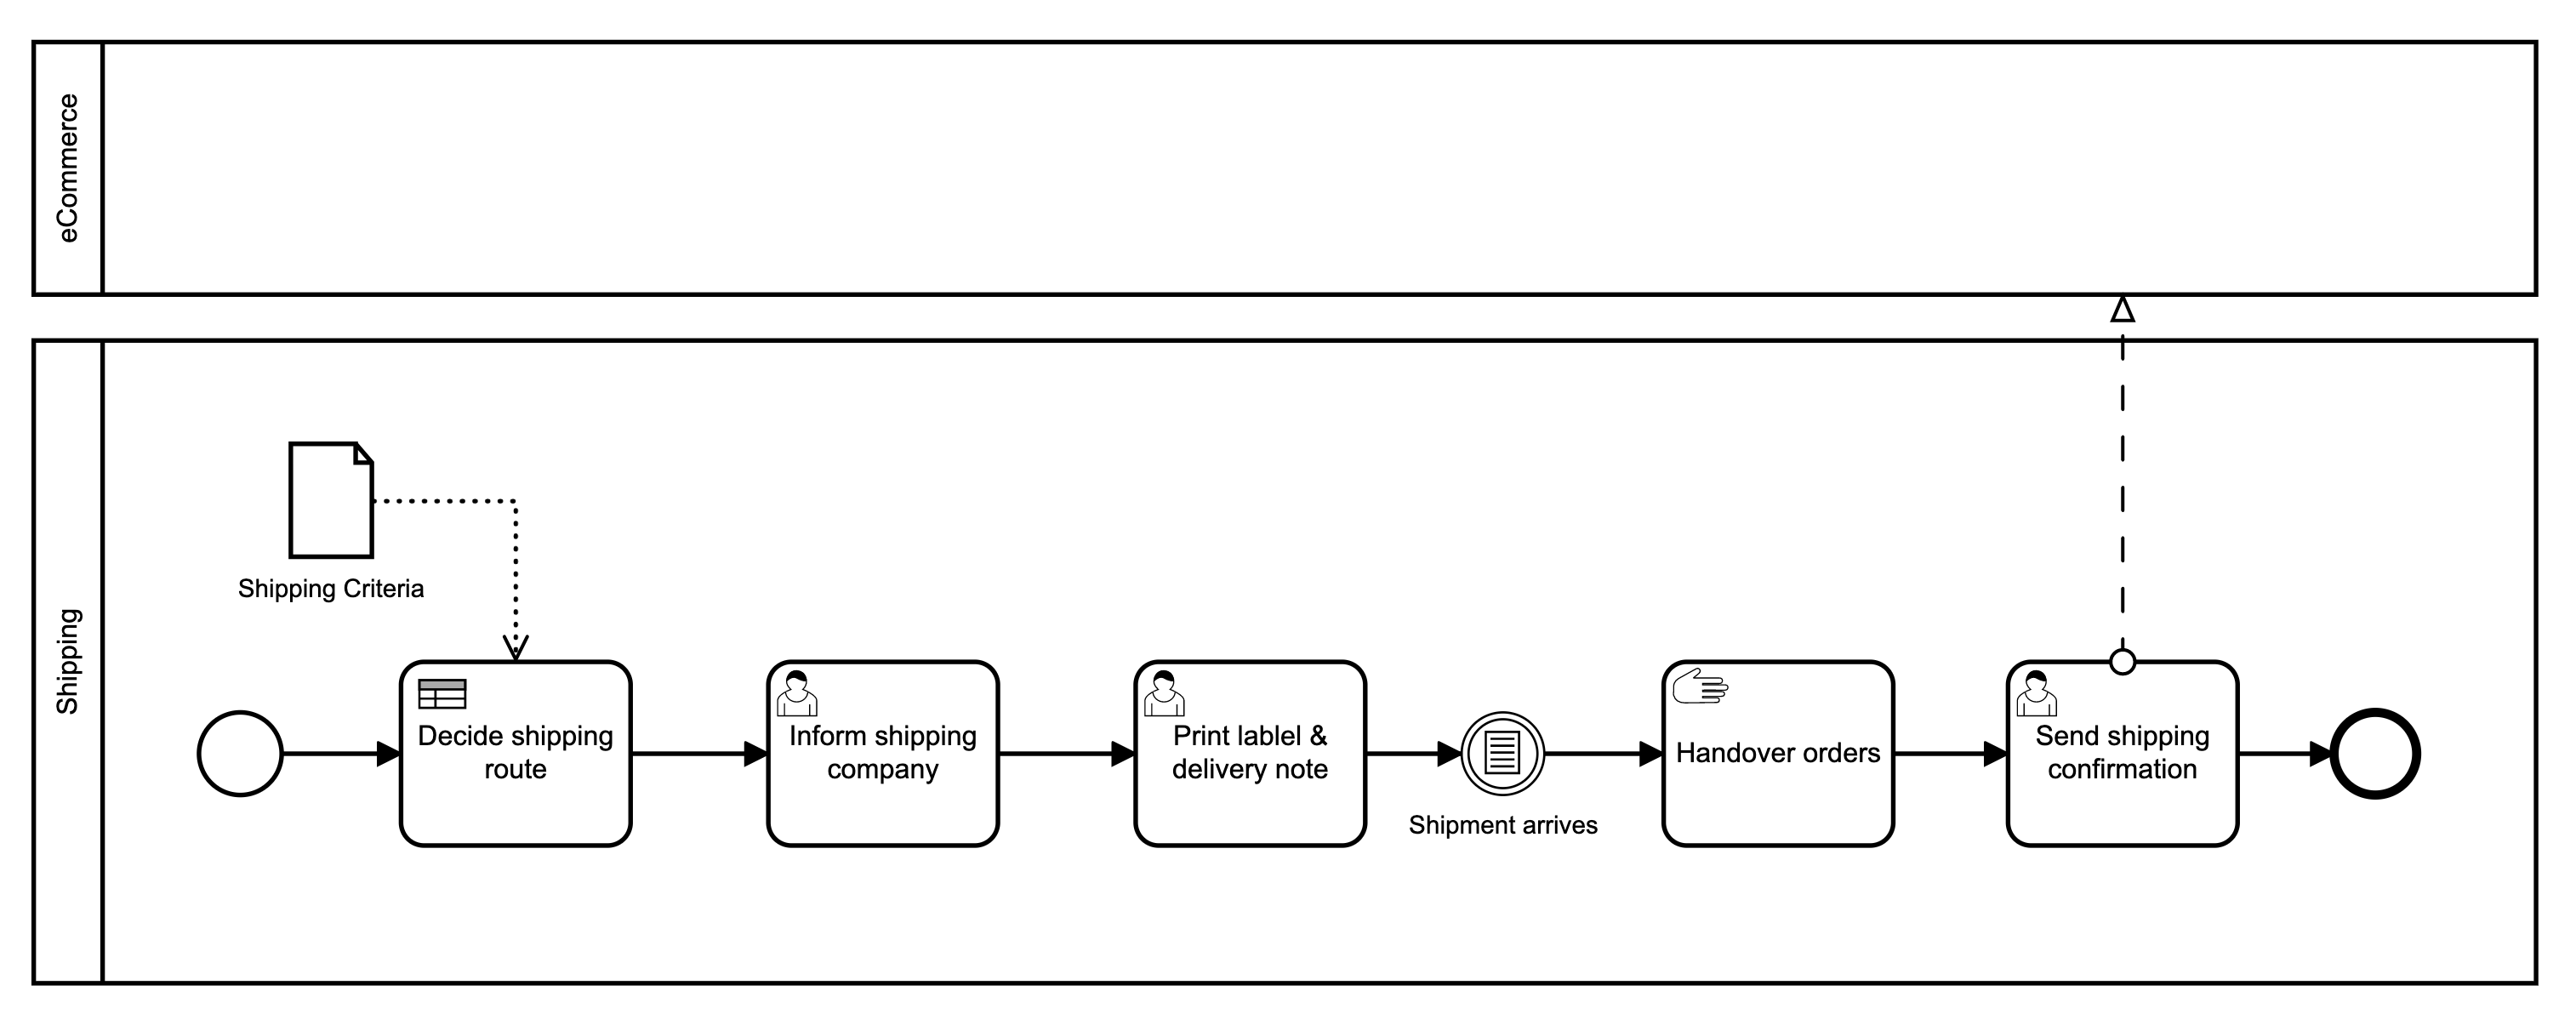 eCommerce
Shipping
Shipping Criteria
Decide shipping
route
Inform shipping
company
Print lablel &
delivery note
Shipment arrives
Handover orders
Send shipping
confirmation